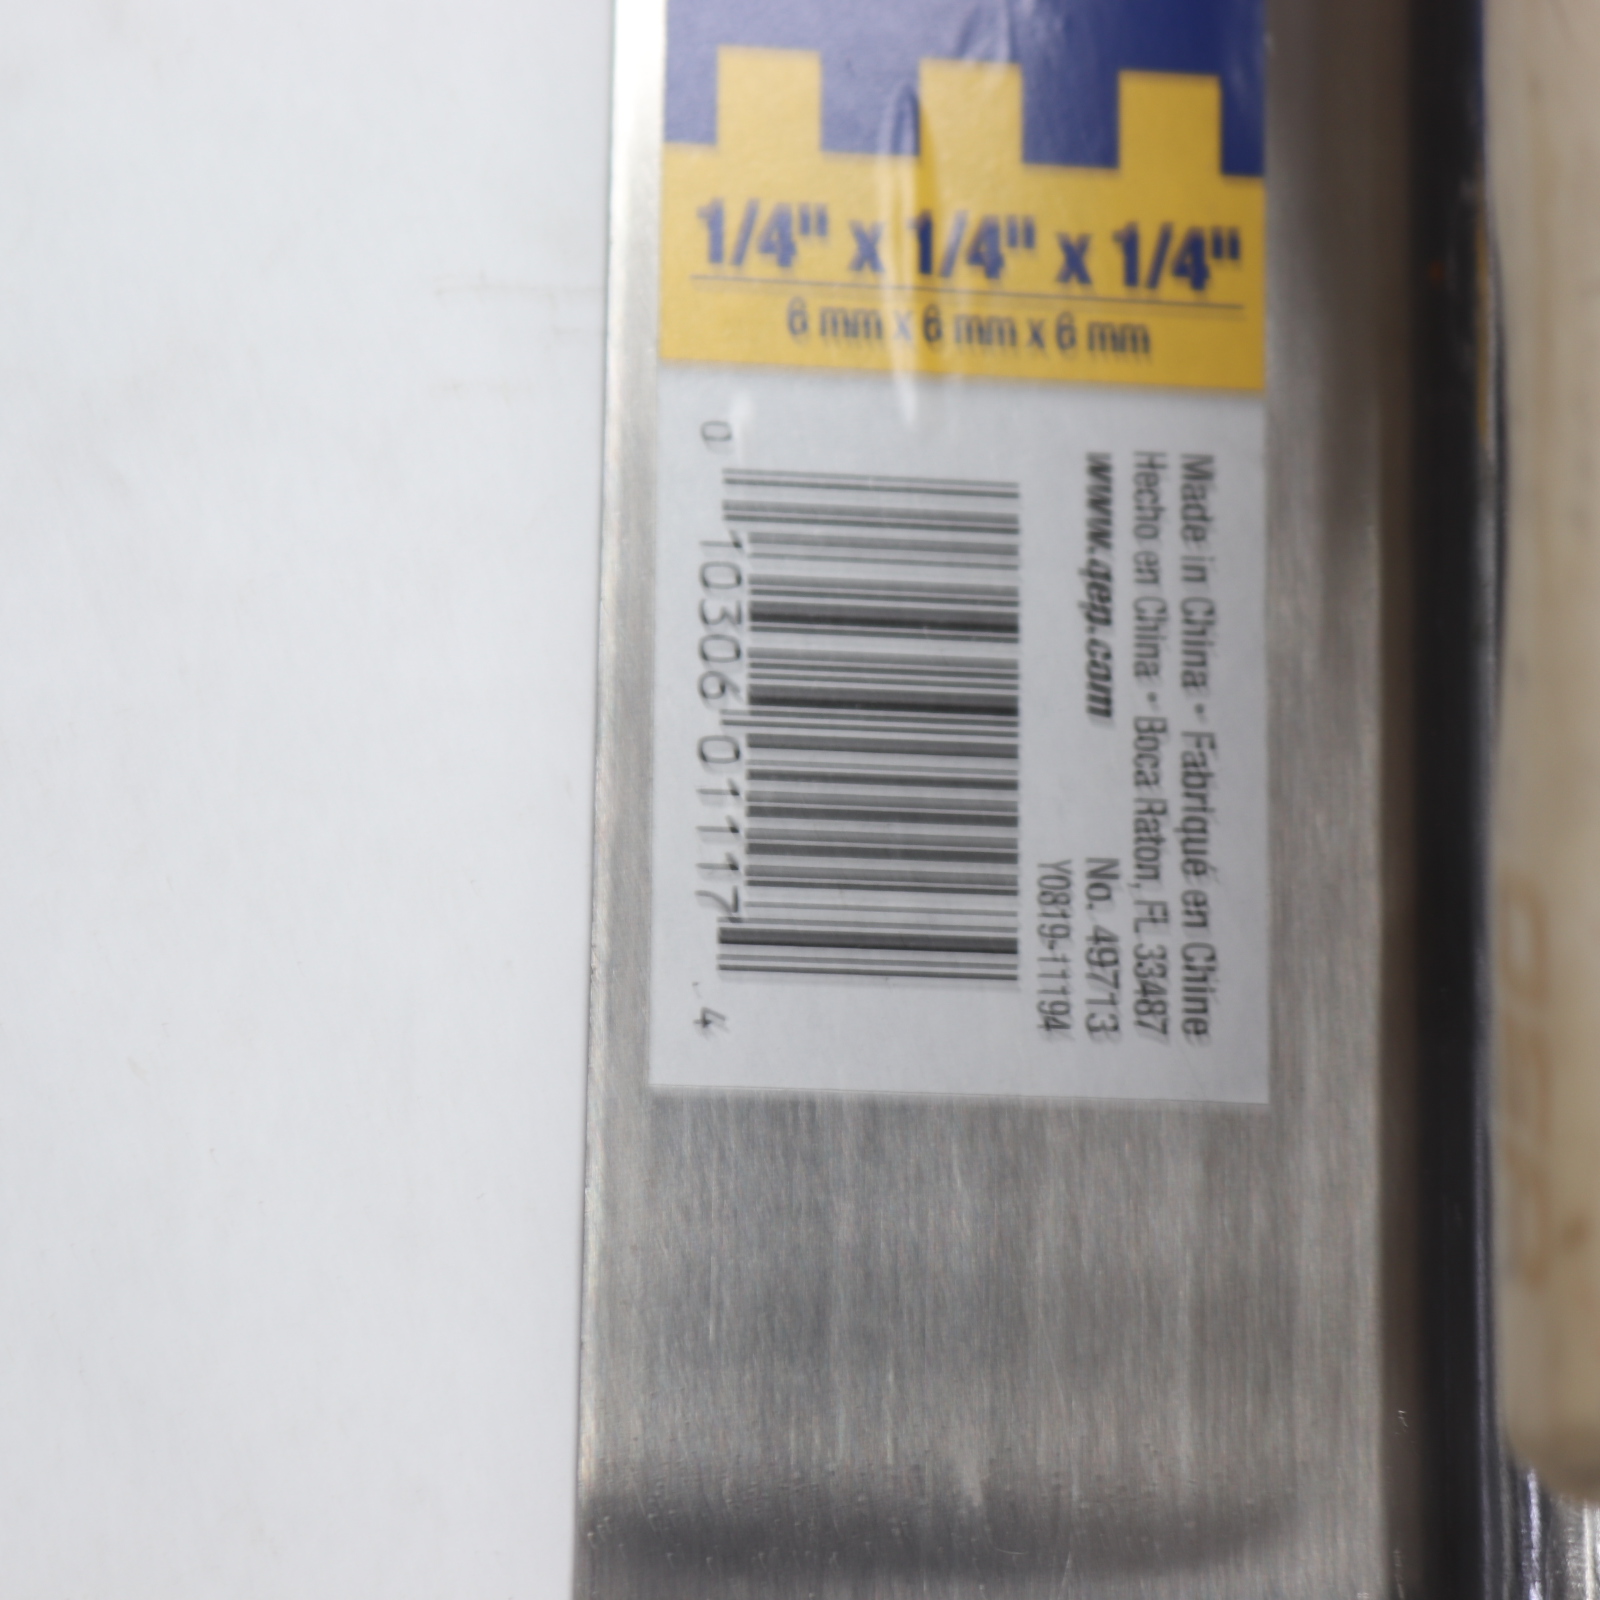 1/4" x 1/4" x 1/4"
6 mm x 6 mm x 6 mm
Made in China • Fabriqué en Chine
Hecho en China • Boca Raton, FL 33487
www.qep.com
No. 49713
Y0819-11194
0 10306 01117 4